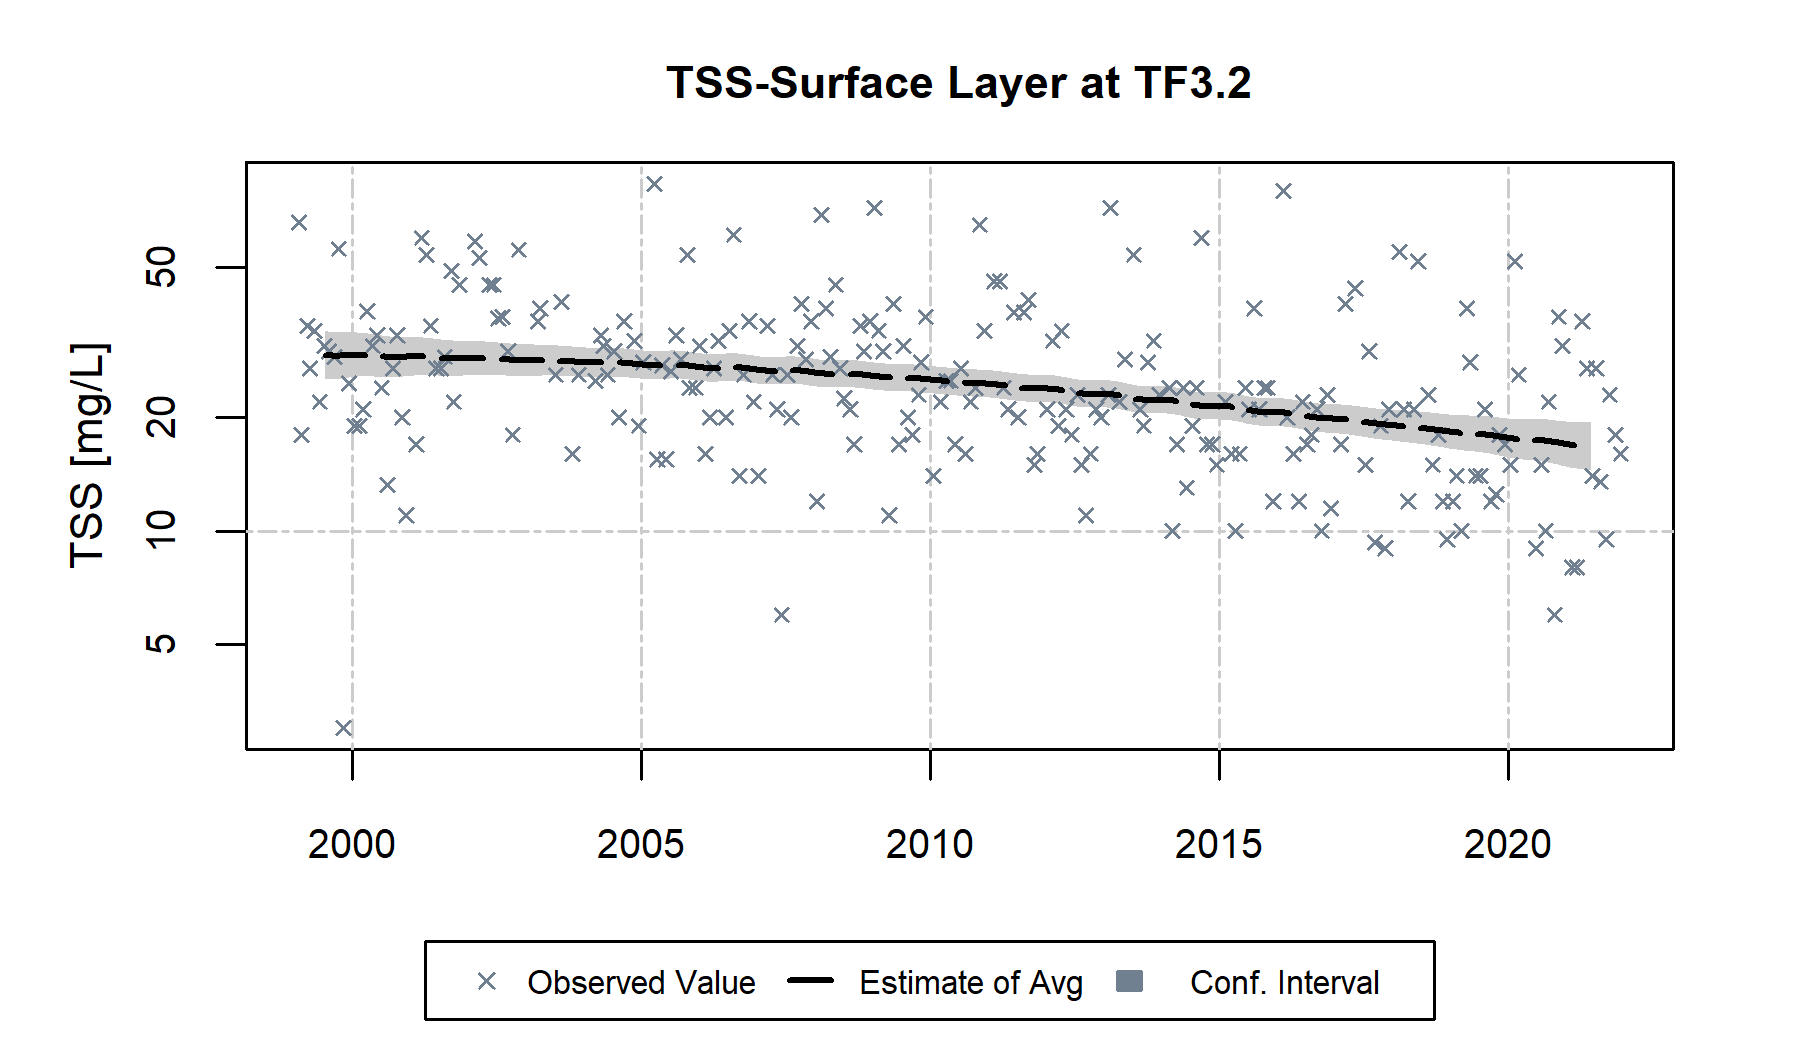 TSS-Surface Layer at TF3.2
TSS [mg/L]
50
20
10
5
2000 2005 2010 2015 2020
Observed Value Estimate of Avg Conf. Interval